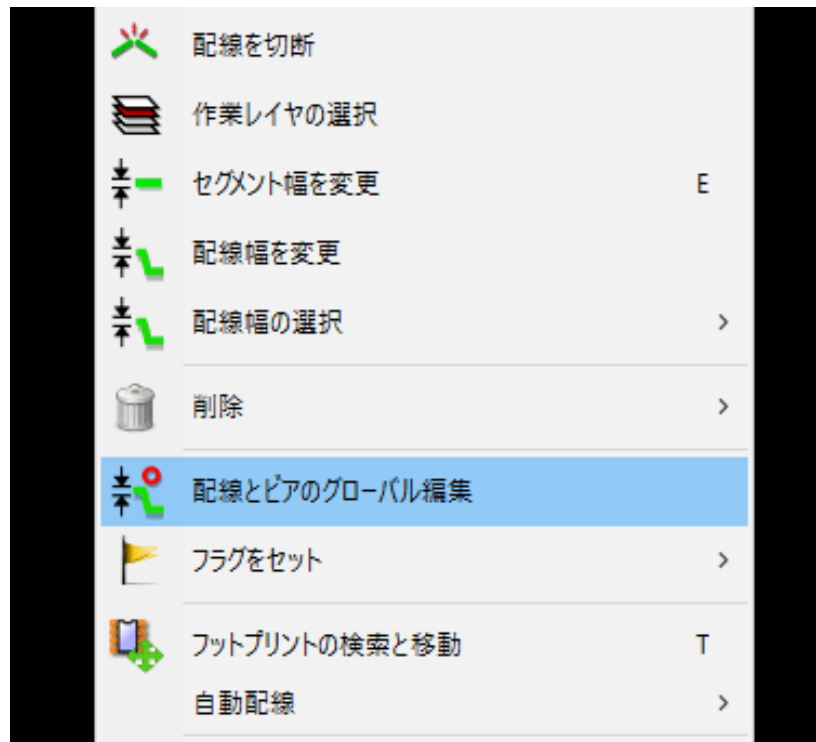 配線を切断
作業レイヤの選択
セグメント幅を変更 E
配線幅を変更
配線幅の選択 >
削除 >
配線とビアのグローバル編集
フラグをセット >
フットプリントの検索と移動 T
自動配線 >